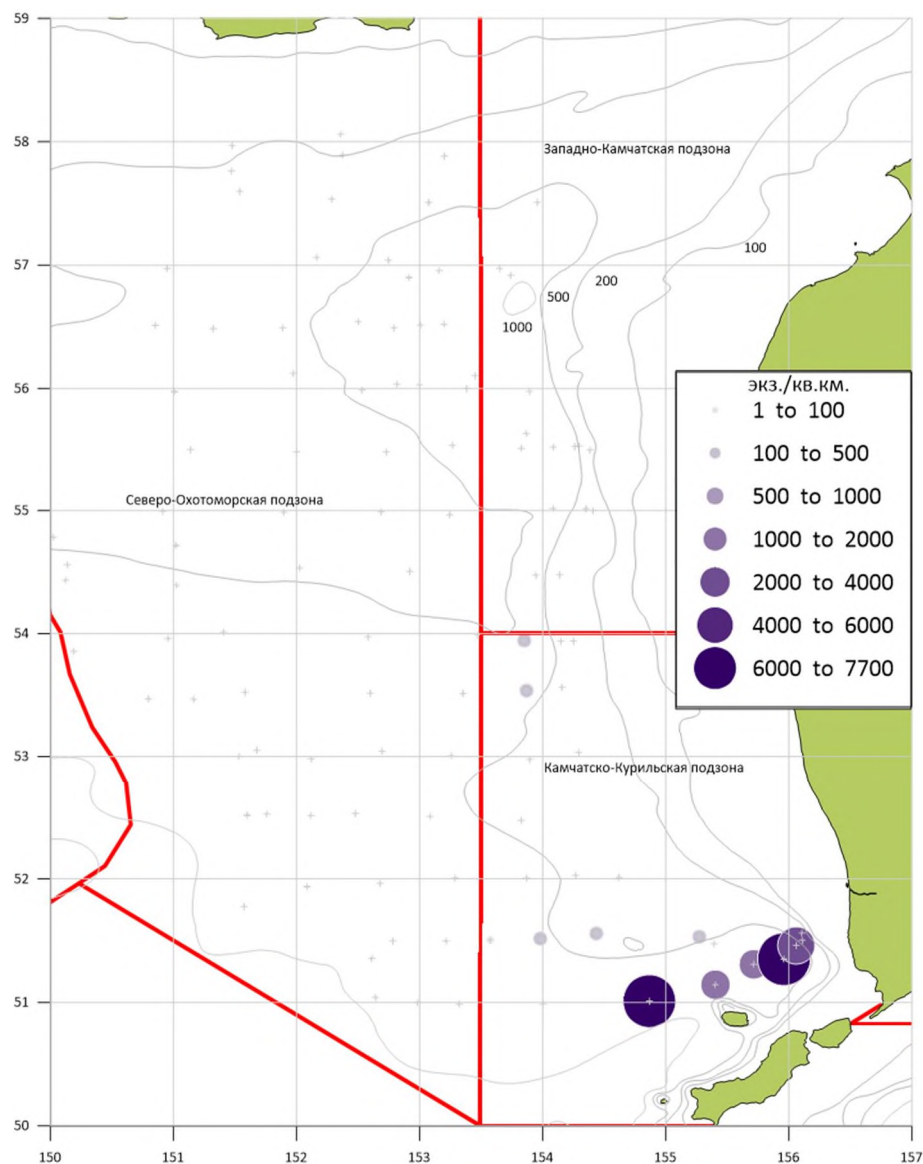 59
58
Западно-Камчатская подзона
100
57
200
500
1000
56
экз./кв.км.
1 to 100
100 to 500
500 to 1000
1000 to 2000
2000 to 4000
4000 to 6000
6000 to 7700
55
Северо-Охотоморская подзона
54
53
Камчатско-Курильская подзона
52
51
50
150 151 152 153 154 155 156 157